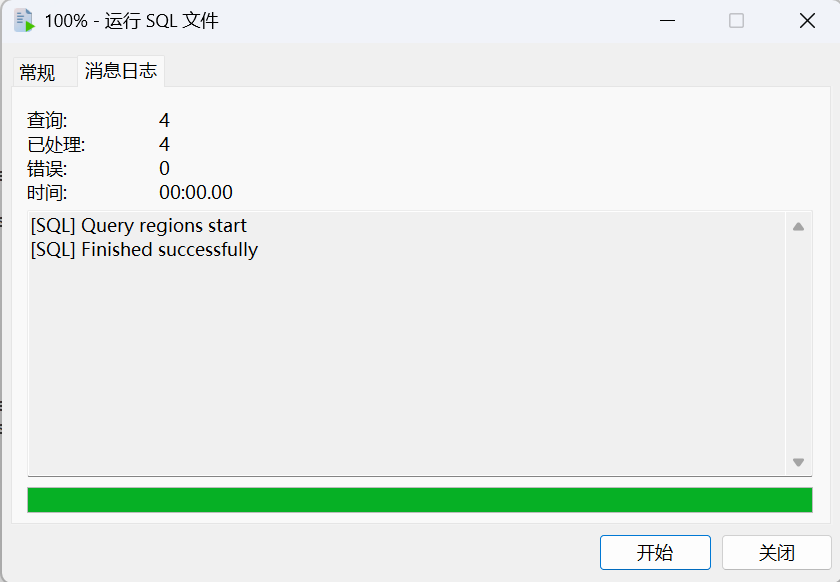 100% - 运行 SQL 文件
常规 消息日志
查询: 4
已处理: 4
错误: 0
时间: 00:00.00
[SQL] Query regions start
[SQL] Finished successfully
开始 关闭